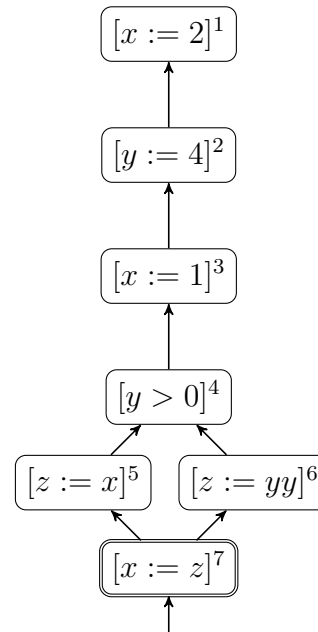 [x := 2]¹
[y := 4]²
[x := 1]³
[y > 0]⁴
[z := x]⁵ [z := yy]⁶
[x := z]⁷